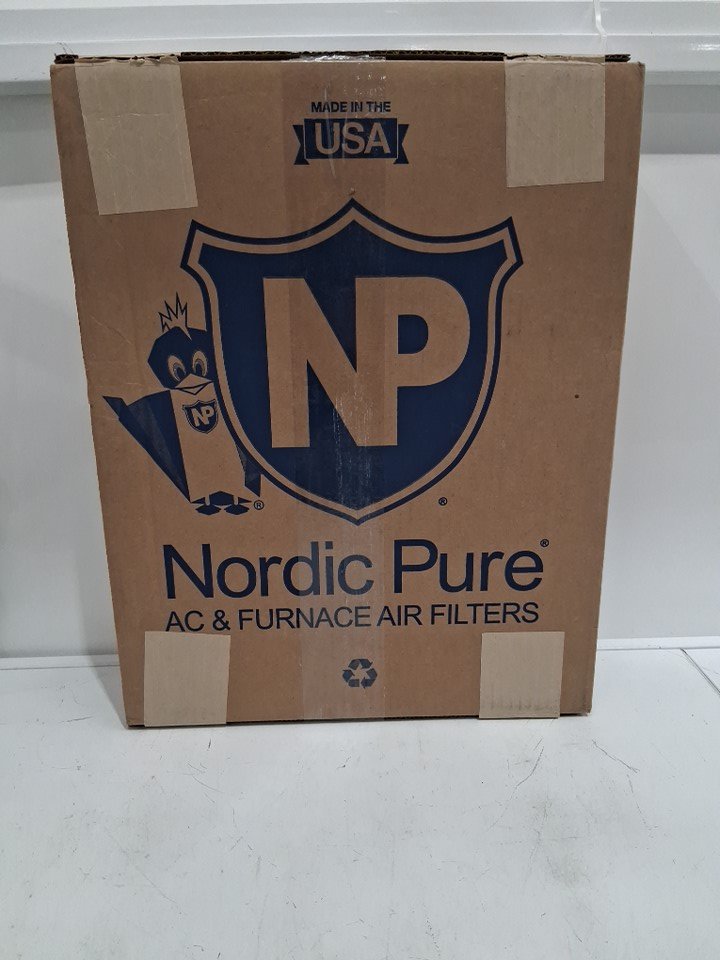 MADE IN THE
USA
NP
NP
®
®
Nordic Pure®
AC & FURNACE AIR FILTERS